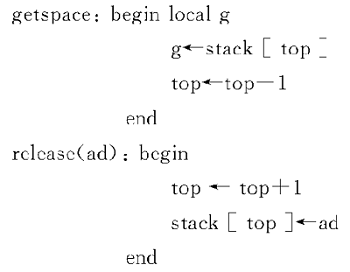 getspace: begin local g
g←stack [ top ]
top←top−1
end
release(ad): begin
top ← top+1
stack [ top ]←ad
end